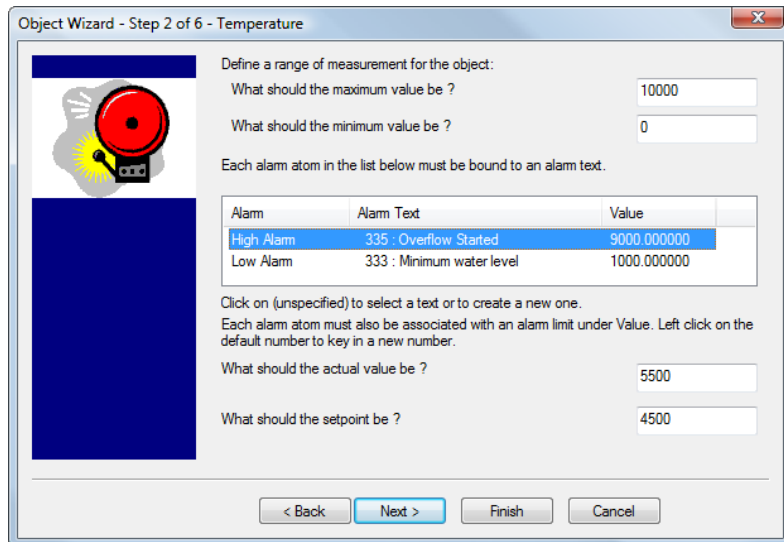 Object Wizard - Step 2 of 6 - Temperature
Define a range of measurement for the object:
What should the maximum value be ? 10000
What should the minimum value be ? 0
Each alarm atom in the list below must be bound to an alarm text.
Alarm Alarm Text Value
High Alarm 335 : Overflow Started 9000.000000
Low Alarm 333 : Minimum water level 1000.000000
Click on (unspecified) to select a text or to create a new one.
Each alarm atom must also be associated with an alarm limit under Value. Left click on the
default number to key in a new number.
What should the actual value be ? 5500
What should the setpoint be ? 4500
< Back Next > Finish Cancel